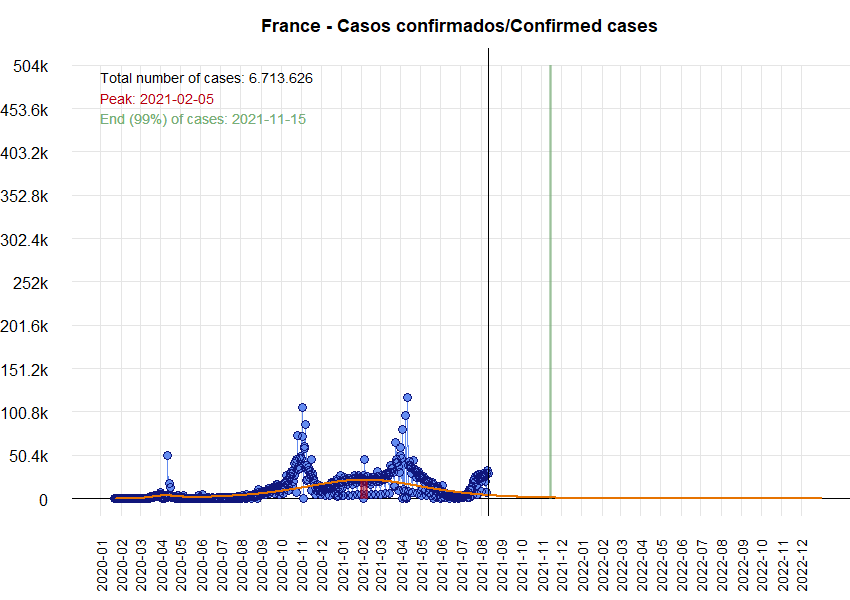 France - Casos confirmados/Confirmed cases
504k
453.6k
403.2k
352.8k
302.4k
252k
201.6k
151.2k
100.8k
50.4k
0
Total number of cases: 6.713.626
Peak: 2021-02-05
End (99%) of cases: 2021-11-15
2020-01
2020-02
2020-03
2020-04
2020-05
2020-06
2020-07
2020-08
2020-09
2020-10
2020-11
2020-12
2021-01
2021-02
2021-03
2021-04
2021-05
2021-06
2021-07
2021-08
2021-09
2021-10
2021-11
2021-12
2022-01
2022-02
2022-03
2022-04
2022-05
2022-06
2022-07
2022-08
2022-09
2022-10
2022-11
2022-12